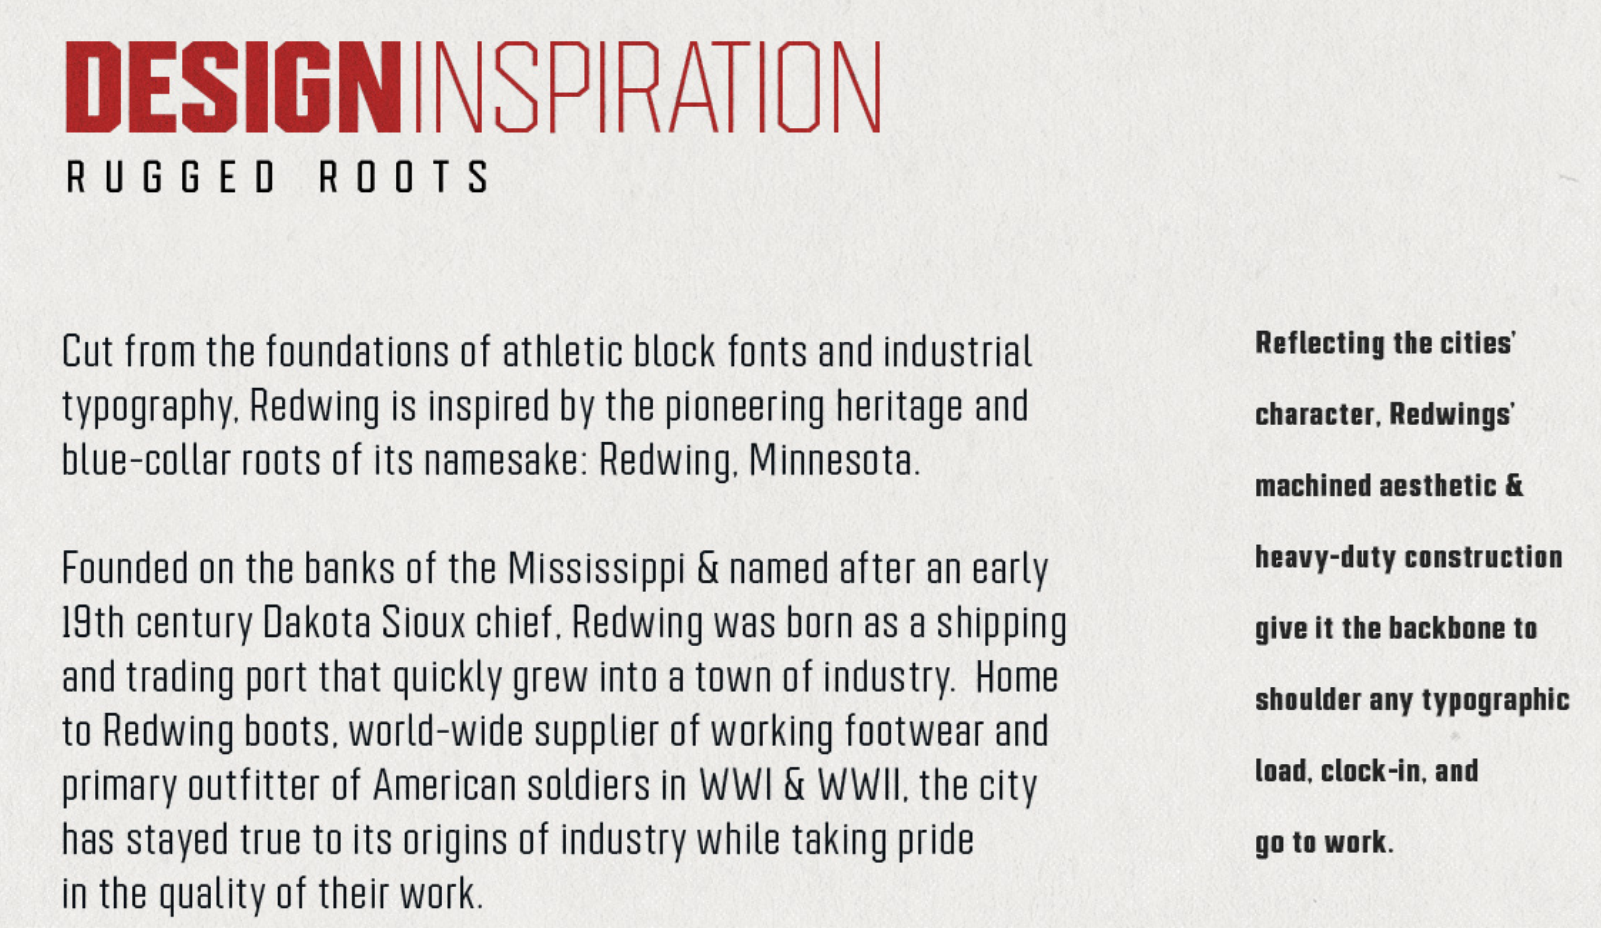 DESIGNINSPIRATION
RUGGED ROOTS
Cut from the foundations of athletic block fonts and industrial
typography, Redwing is inspired by the pioneering heritage and
blue-collar roots of its namesake: Redwing, Minnesota.
Founded on the banks of the Mississippi & named after an early
19th century Dakota Sioux chief, Redwing was born as a shipping
and trading port that quickly grew into a town of industry.  Home
to Redwing boots, world-wide supplier of working footwear and
primary outfitter of American soldiers in WWI & WWII, the city
has stayed true to its origins of industry while taking pride
in the quality of their work.
Reflecting the cities’
character, Redwings’
machined aesthetic &
heavy-duty construction
give it the backbone to
shoulder any typographic
load, clock-in, and
go to work.